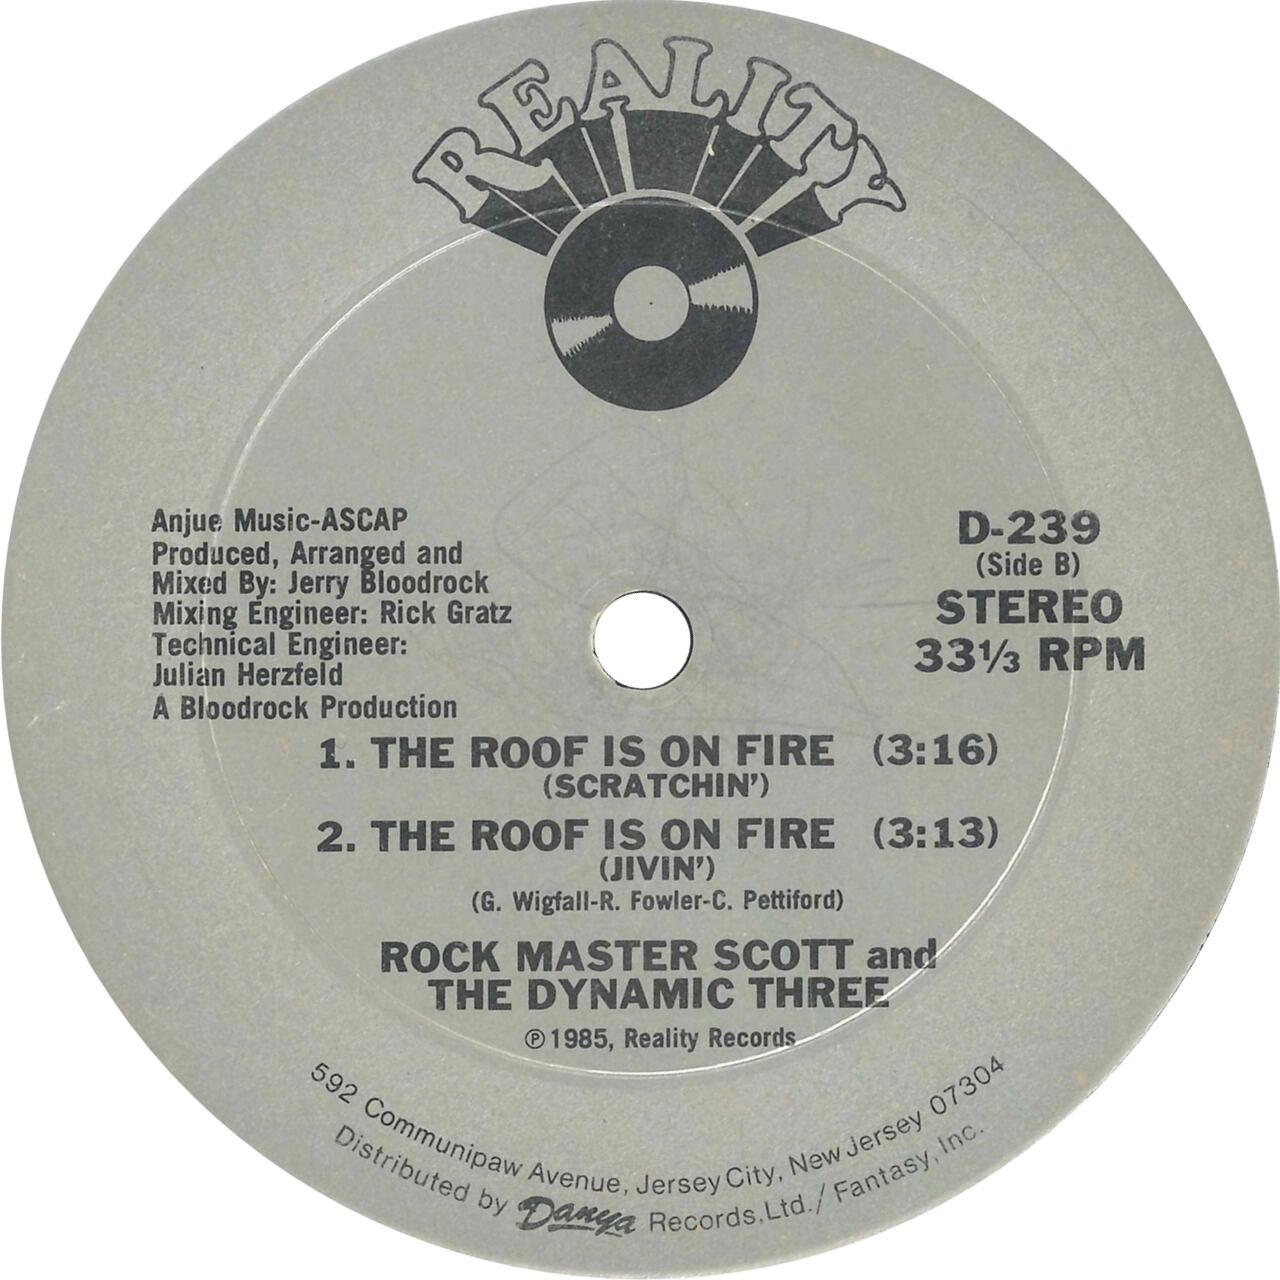 REALITY
Anjue Music-ASCAP
Produced, Arranged and
Mixed By: Jerry Bloodrock
Mixing Engineer: Rick Gratz
Technical Engineer:
Julian Herzfeld
A Bloodrock Production
D-239
(Side B)
STEREO
33⅓ RPM
1. THE ROOF IS ON FIRE (3:16)
(SCRATCHIN')
2. THE ROOF IS ON FIRE (3:13)
(JIVIN')
(G. Wigfall-R. Fowler-C. Pettiford)
ROCK MASTER SCOTT and
THE DYNAMIC THREE
℗ 1985, Reality Records
592 Communipaw Avenue, Jersey City, New Jersey 07304
Distributed by Danya Records, Ltd. / Fantasy, Inc.